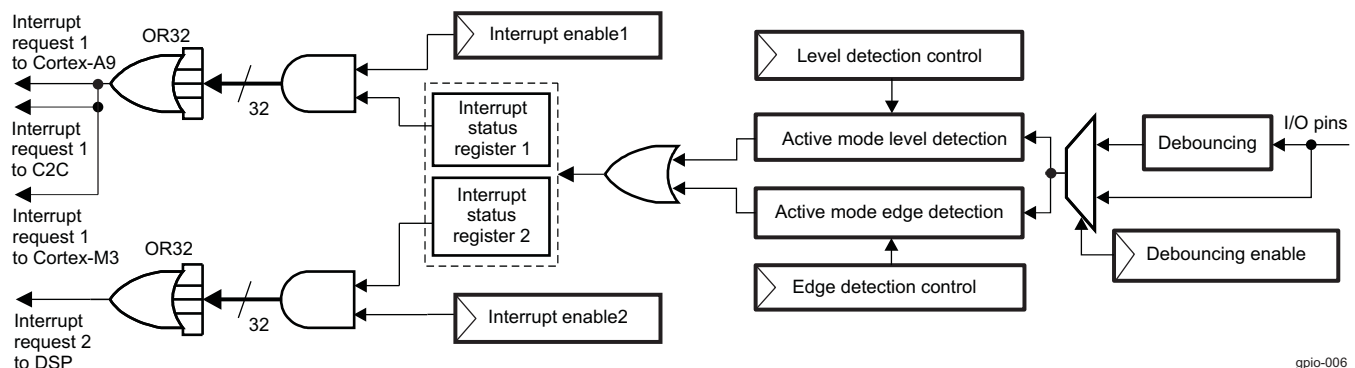 Interrupt
request 1
to Cortex-A9
OR32
32
Interrupt enable1
Level detection control
Interrupt
status
register 1
Active mode level detection
Debouncing
I/O pins
Interrupt
request 1
to C2C
Interrupt
status
register 2
Active mode edge detection
Interrupt
request 1
to Cortex-M3
OR32
32
Interrupt enable2
Edge detection control
Debouncing enable
Interrupt
request 2
to DSP
gpio-006